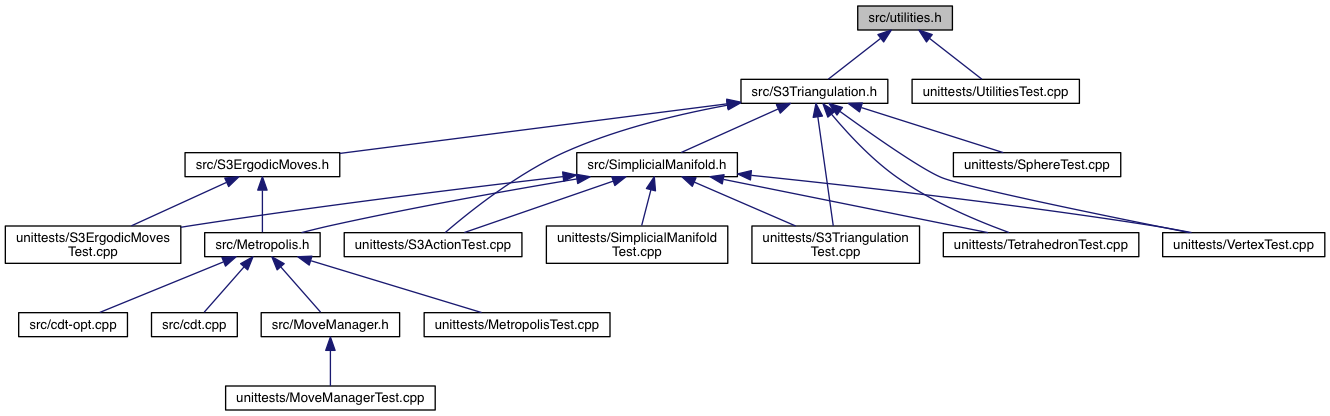 src/utilities.h
src/S3Triangulation.h
unittests/UtilitiesTest.cpp
src/S3ErgodicMoves.h
src/SimplicialManifold.h
unittests/SphereTest.cpp
unittests/S3ErgodicMoves
Test.cpp
src/Metropolis.h
unittests/S3ActionTest.cpp
unittests/SimplicialManifold
Test.cpp
unittests/S3Triangulation
Test.cpp
unittests/TetrahedronTest.cpp
unittests/VertexTest.cpp
src/cdt-opt.cpp
src/cdt.cpp
src/MoveManager.h
unittests/MetropolisTest.cpp
unittests/MoveManagerTest.cpp